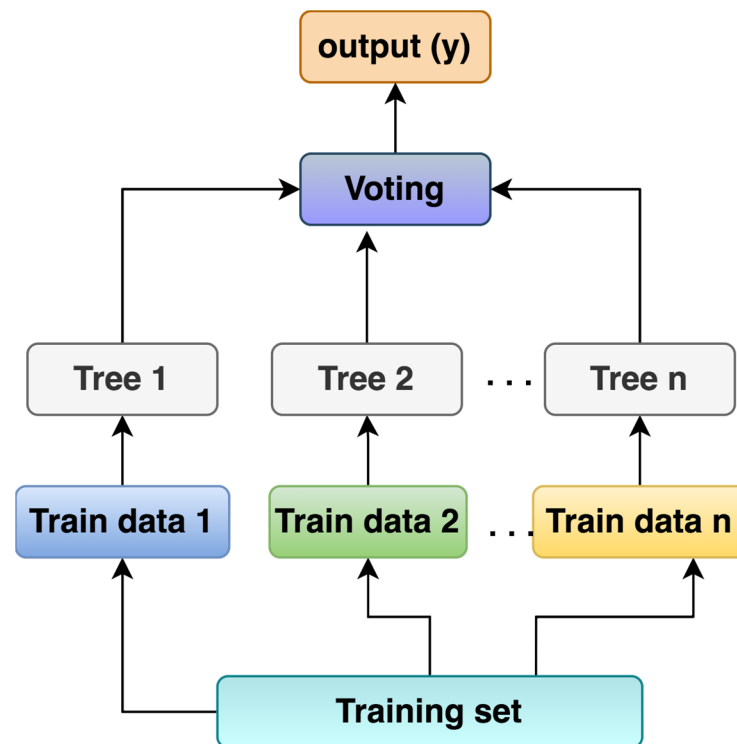 output (y)
Voting
Tree 1
Tree 2
. . .
Tree n
Train data 1
Train data 2
. . .
Train data n
Training set